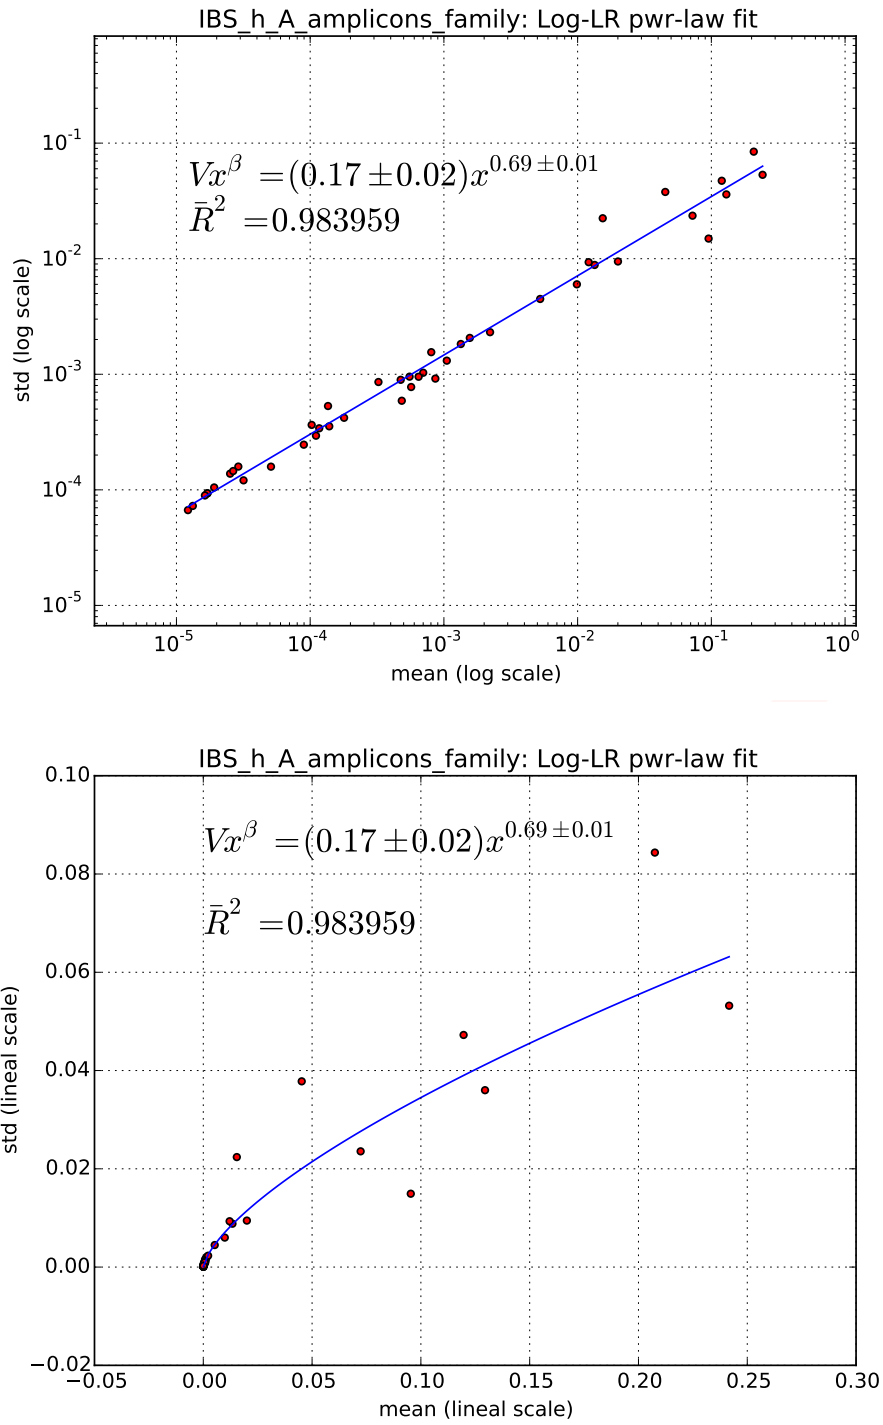 IBS_h_A_amplicons_family: Log-LR pwr-law fit
10⁻¹
10⁻²
10⁻³
10⁻⁴
10⁻⁵
std (log scale)
Vx^β =(0.17±0.02)x^0.69±0.01
R̄² =0.983959
10⁻⁵ 10⁻⁴ 10⁻³ 10⁻² 10⁻¹ 10⁰
mean (log scale)
IBS_h_A_amplicons_family: Log-LR pwr-law fit
0.10
0.08
0.06
0.04
0.02
0.00
−0.02
std (lineal scale)
Vx^β =(0.17±0.02)x^0.69±0.01
R̄² =0.983959
−0.05 0.00 0.05 0.10 0.15 0.20 0.25 0.30
mean (lineal scale)